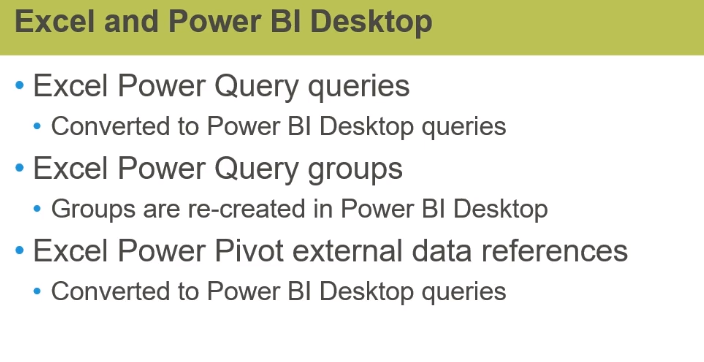 Excel and Power BI Desktop
• Excel Power Query queries
• Converted to Power BI Desktop queries
• Excel Power Query groups
• Groups are re-created in Power BI Desktop
• Excel Power Pivot external data references
• Converted to Power BI Desktop queries